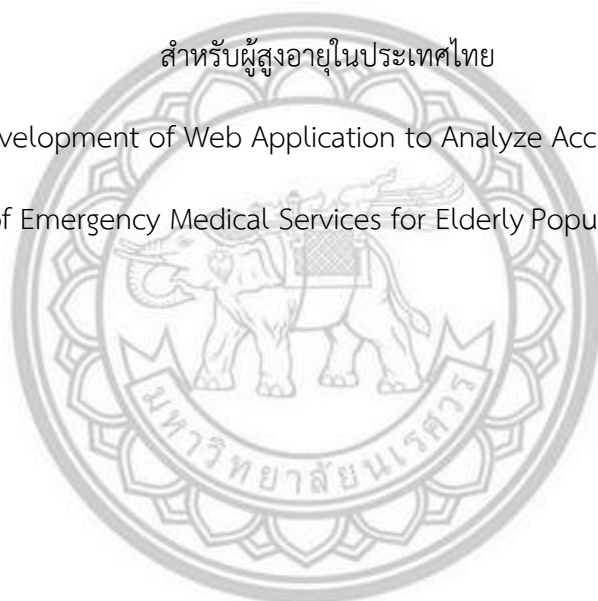 สำหรับผู้สูงอายุในประเทศไทย
velopment of Web Application to Analyze Acc
of Emergency Medical Services for Elderly Popu
มหาวิทยาลัยนเรศวร